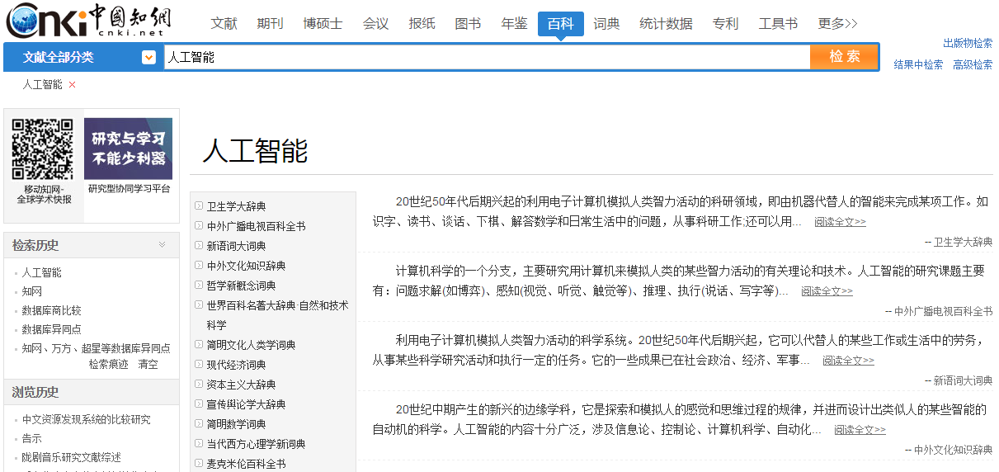 Cnki 中國知網
cnki.net
文献 期刊 博硕士 会议 报纸 图书 年鉴 百科 词典 统计数据 专利 工具书 更多>>
文献全部分类 人工智能 检索
出版物检索
结果中检索 高级检索
人工智能 ×
研究与学习
不能少利器
移动知网-
全球学术快报
研究型协同学习平台
检索历史
人工智能
知网
数据库商比较
数据库异同点
知网、万方、超星等数据库异同点
检索痕迹 清空
浏览历史
中文资源发现系统的比较研究
告示
陇剧音乐研究文献综述
人工智能
卫生学大辞典
中外广播电视百科全书
新语词大词典
中外文化知识辞典
哲学新概念词典
世界百科名著大辞典·自然和技术
科学
简明文化人类学词典
现代经济词典
资本主义大辞典
宣传舆论学大辞典
简明数学词典
当代西方心理学新词典
麦克米伦百科全书
20世纪50年代后期兴起的利用电子计算机模拟人类智力活动的科研领域，即由机器代替人的智能来完成某项工作。如
识字、读书、谈话、下棋、解答数学和日常生活中的问题，从事科研工作;还可以用... 阅读全文>>
-- 卫生学大辞典
计算机科学的一个分支，主要研究用计算机来模拟人类的某些智力活动的有关理论和技术。人工智能的研究课题主要
有：问题求解(如博弈)、感知(视觉、听觉、触觉等)、推理、执行(说话、写字等)... 阅读全文>>
-- 中外广播电视百科全书
利用电子计算机模拟人类智力活动的科学系统。20世纪50年代后期兴起，它可以代替人的某些工作或生活中的劳务，
从事某些科学研究活动和执行一定的任务。它的一些成果已在社会政治、经济、军事... 阅读全文>>
-- 新语词大词典
20世纪中期产生的新兴的边缘学科，它是探索和模拟人的感觉和思维过程的规律，并进而设计出类似人的某些智能的
自动机的科学。人工智能的内容十分广泛，涉及信息论、控制论、计算机科学、自动化... 阅读全文>>
-- 中外文化知识辞典